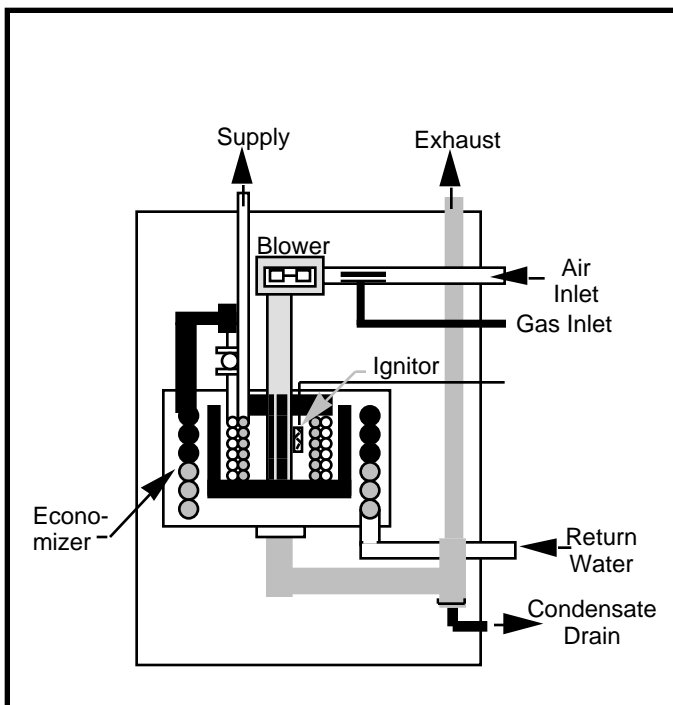 Supply
Exhaust
Blower
Air
Inlet
Gas Inlet
Ignitor
Econo-
mizer
Return
Water
Condensate
Drain